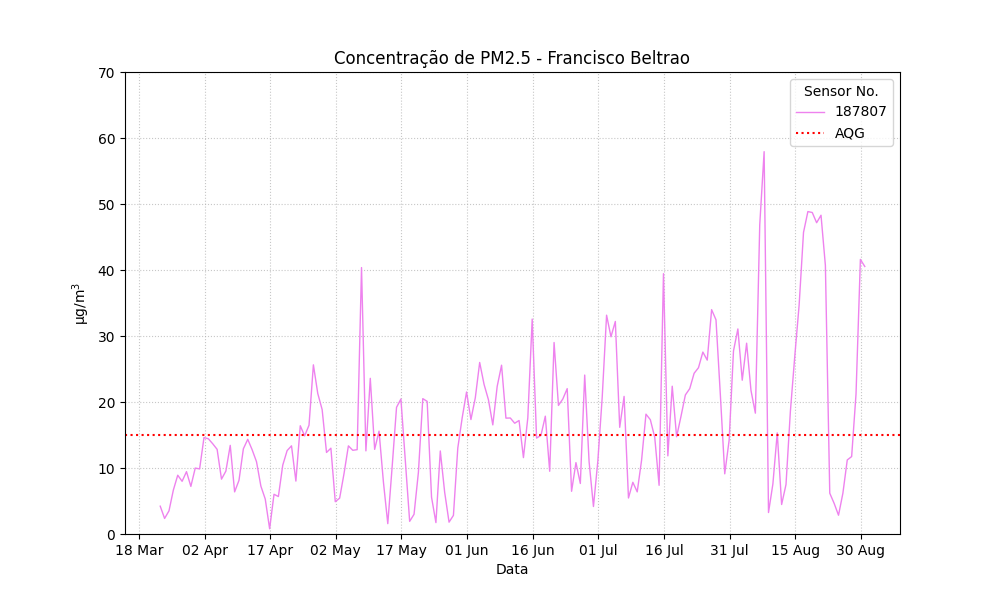 Concentração de PM2.5 - Francisco Beltrao
Sensor No.
187807
AQG
70
60
50
40
30
20
10
0
µg/m³
18 Mar 02 Apr 17 Apr 02 May 17 May 01 Jun 16 Jun 01 Jul 16 Jul 31 Jul 15 Aug 30 Aug
Data